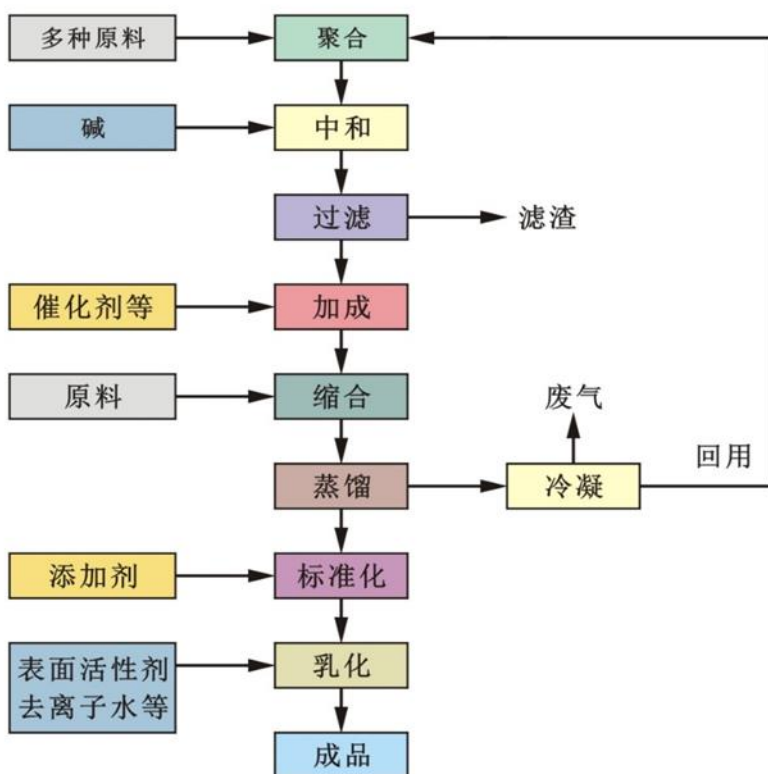 多种原料
聚合
碱
中和
过滤
滤渣
催化剂等
加成
原料
缩合
废气
回用
蒸馏
冷凝
添加剂
标准化
表面活性剂
去离子水等
乳化
成品